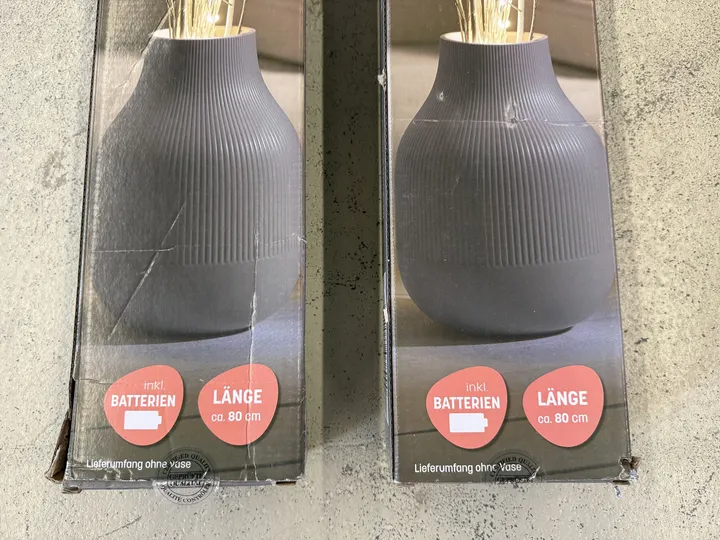 inkl.
BATTERIEN
LÄNGE
ca. 80 cm
Lieferumfang ohne Vase
inkl.
BATTERIEN
LÄNGE
ca. 80 cm
Lieferumfang ohne Vase